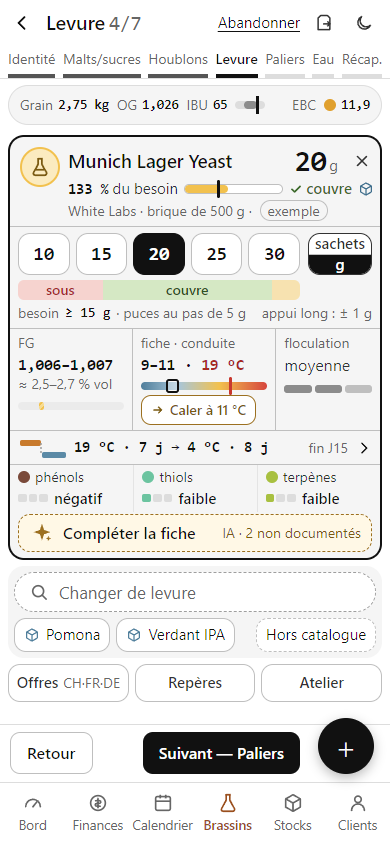 Levure 4/7
Abandonner
Identité Malts/sucres Houblons Levure Paliers Eau Récap.
Grain 2,75 kg OG 1,026 IBU 65 EBC 11,9
Munich Lager Yeast 20 g
133 % du besoin couvre
White Labs · brique de 500 g · exemple
10 15 20 25 30 sachets
g
sous couvre
besoin ≥ 15 g · puces au pas de 5 g appui long : ± 1 g
FG fiche · conduite floculation
1,006–1,007 9–11 · 19 °C moyenne
≈ 2,5–2,7 % vol
→ Caler à 11 °C
19 °C · 7 j → 4 °C · 8 j fin J15
phénols thiols terpènes
négatif faible faible
Compléter la fiche IA · 2 non documentés
Changer de levure
Pomona Verdant IPA Hors catalogue
Offres CH·FR·DE Repères Atelier
Retour Suivant — Paliers +
Bord Finances Calendrier Brassins Stocks Clients